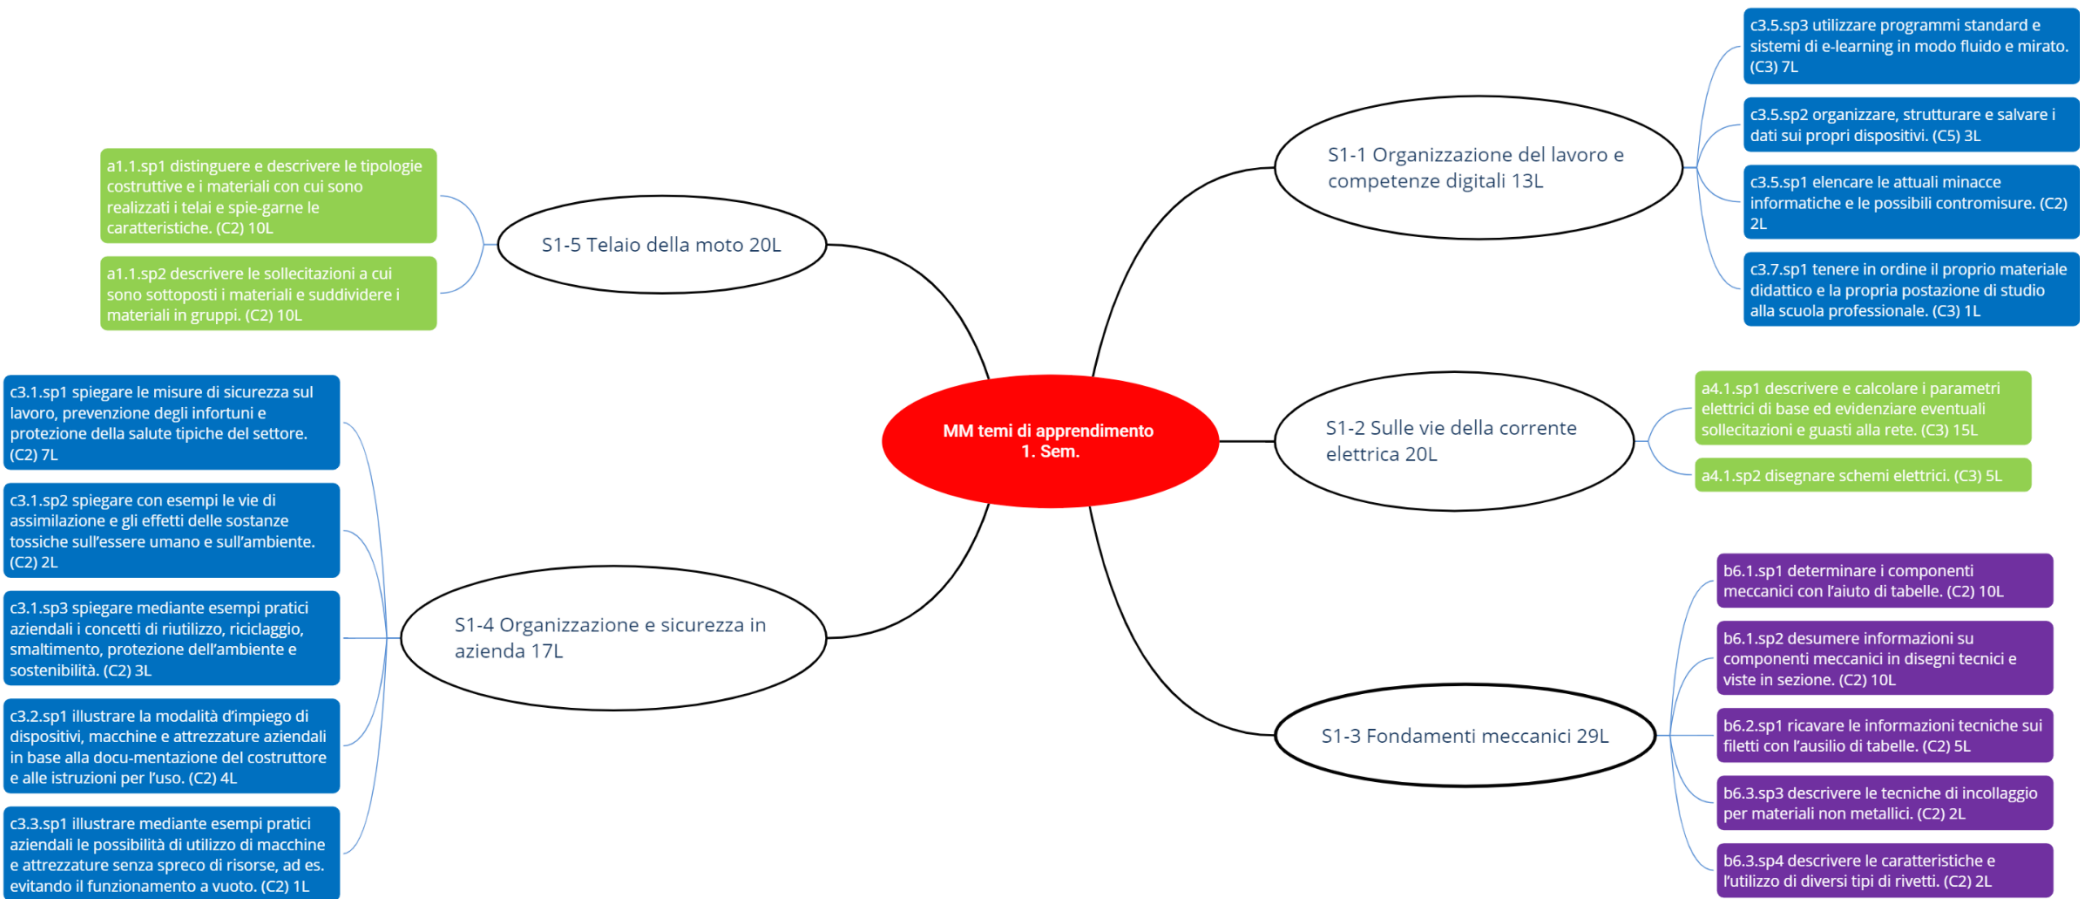 MM temi di apprendimento
1. Sem.
S1-1 Organizzazione del lavoro e
competenze digitali 13L
c3.5.sp3 utilizzare programmi standard e
sistemi di e-learning in modo fluido e mirato.
(C3) 7L
c3.5.sp2 organizzare, strutturare e salvare i
dati sui propri dispositivi. (C5) 3L
c3.5.sp1 elencare le attuali minacce
informatiche e le possibili contromisure. (C2)
2L
c3.7.sp1 tenere in ordine il proprio materiale
didattico e la propria postazione di studio
alla scuola professionale. (C3) 1L
S1-2 Sulle vie della corrente
elettrica 20L
a4.1.sp1 descrivere e calcolare i parametri
elettrici di base ed evidenziare eventuali
sollecitazioni e guasti alla rete. (C3) 15L
a4.1.sp2 disegnare schemi elettrici. (C3) 5L
S1-3 Fondamenti meccanici 29L
b6.1.sp1 determinare i componenti
meccanici con l’aiuto di tabelle. (C2) 10L
b6.1.sp2 desumere informazioni su
componenti meccanici in disegni tecnici e
viste in sezione. (C2) 10L
b6.2.sp1 ricavare le informazioni tecniche sui
filetti con l’ausilio di tabelle. (C2) 5L
b6.3.sp3 descrivere le tecniche di incollaggio
per materiali non metallici. (C2) 2L
b6.3.sp4 descrivere le caratteristiche e
l’utilizzo di diversi tipi di rivetti. (C2) 2L
S1-4 Organizzazione e sicurezza in
azienda 17L
c3.1.sp1 spiegare le misure di sicurezza sul
lavoro, prevenzione degli infortuni e
protezione della salute tipiche del settore.
(C2) 7L
c3.1.sp2 spiegare con esempi le vie di
assimilazione e gli effetti delle sostanze
tossiche sull’essere umano e sull’ambiente.
(C2) 2L
c3.1.sp3 spiegare mediante esempi pratici
aziendali i concetti di riutilizzo, riciclaggio,
smaltimento, protezione dell’ambiente e
sostenibilità. (C2) 3L
c3.2.sp1 illustrare la modalità d’impiego di
dispositivi, macchine e attrezzature aziendali
in base alla docu-mentazione del costruttore
e alle istruzioni per l’uso. (C2) 4L
c3.3.sp1 illustrare mediante esempi pratici
aziendali le possibilità di utilizzo di macchine
e attrezzature senza spreco di risorse, ad es.
evitando il funzionamento a vuoto. (C2) 1L
S1-5 Telaio della moto 20L
a1.1.sp1 distinguere e descrivere le tipologie
costruttive e i materiali con cui sono
realizzati i telai e spie-garne le
caratteristiche. (C2) 10L
a1.1.sp2 descrivere le sollecitazioni a cui
sono sottoposti i materiali e suddividere i
materiali in gruppi. (C2) 10L